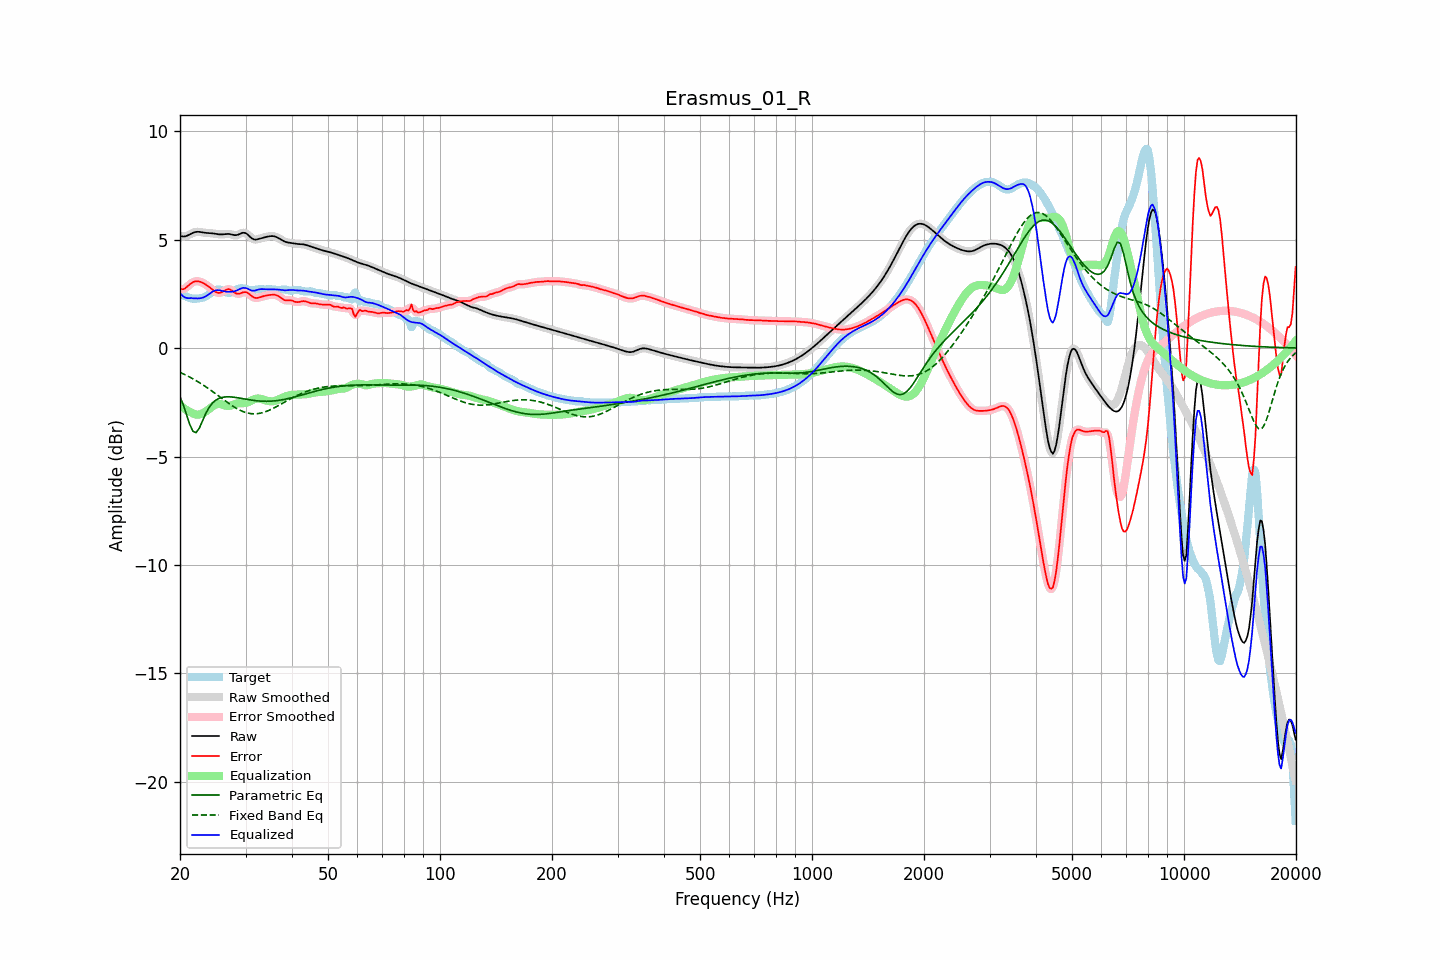 Erasmus_01_R
10
5
0
−5
−10
−15
−20
Amplitude (dBr)
Target
Raw Smoothed
Error Smoothed
Raw
Error
Equalization
Parametric Eq
Fixed Band Eq
Equalized
20 50 100 200 500 1000 2000 5000 10000 20000
Frequency (Hz)